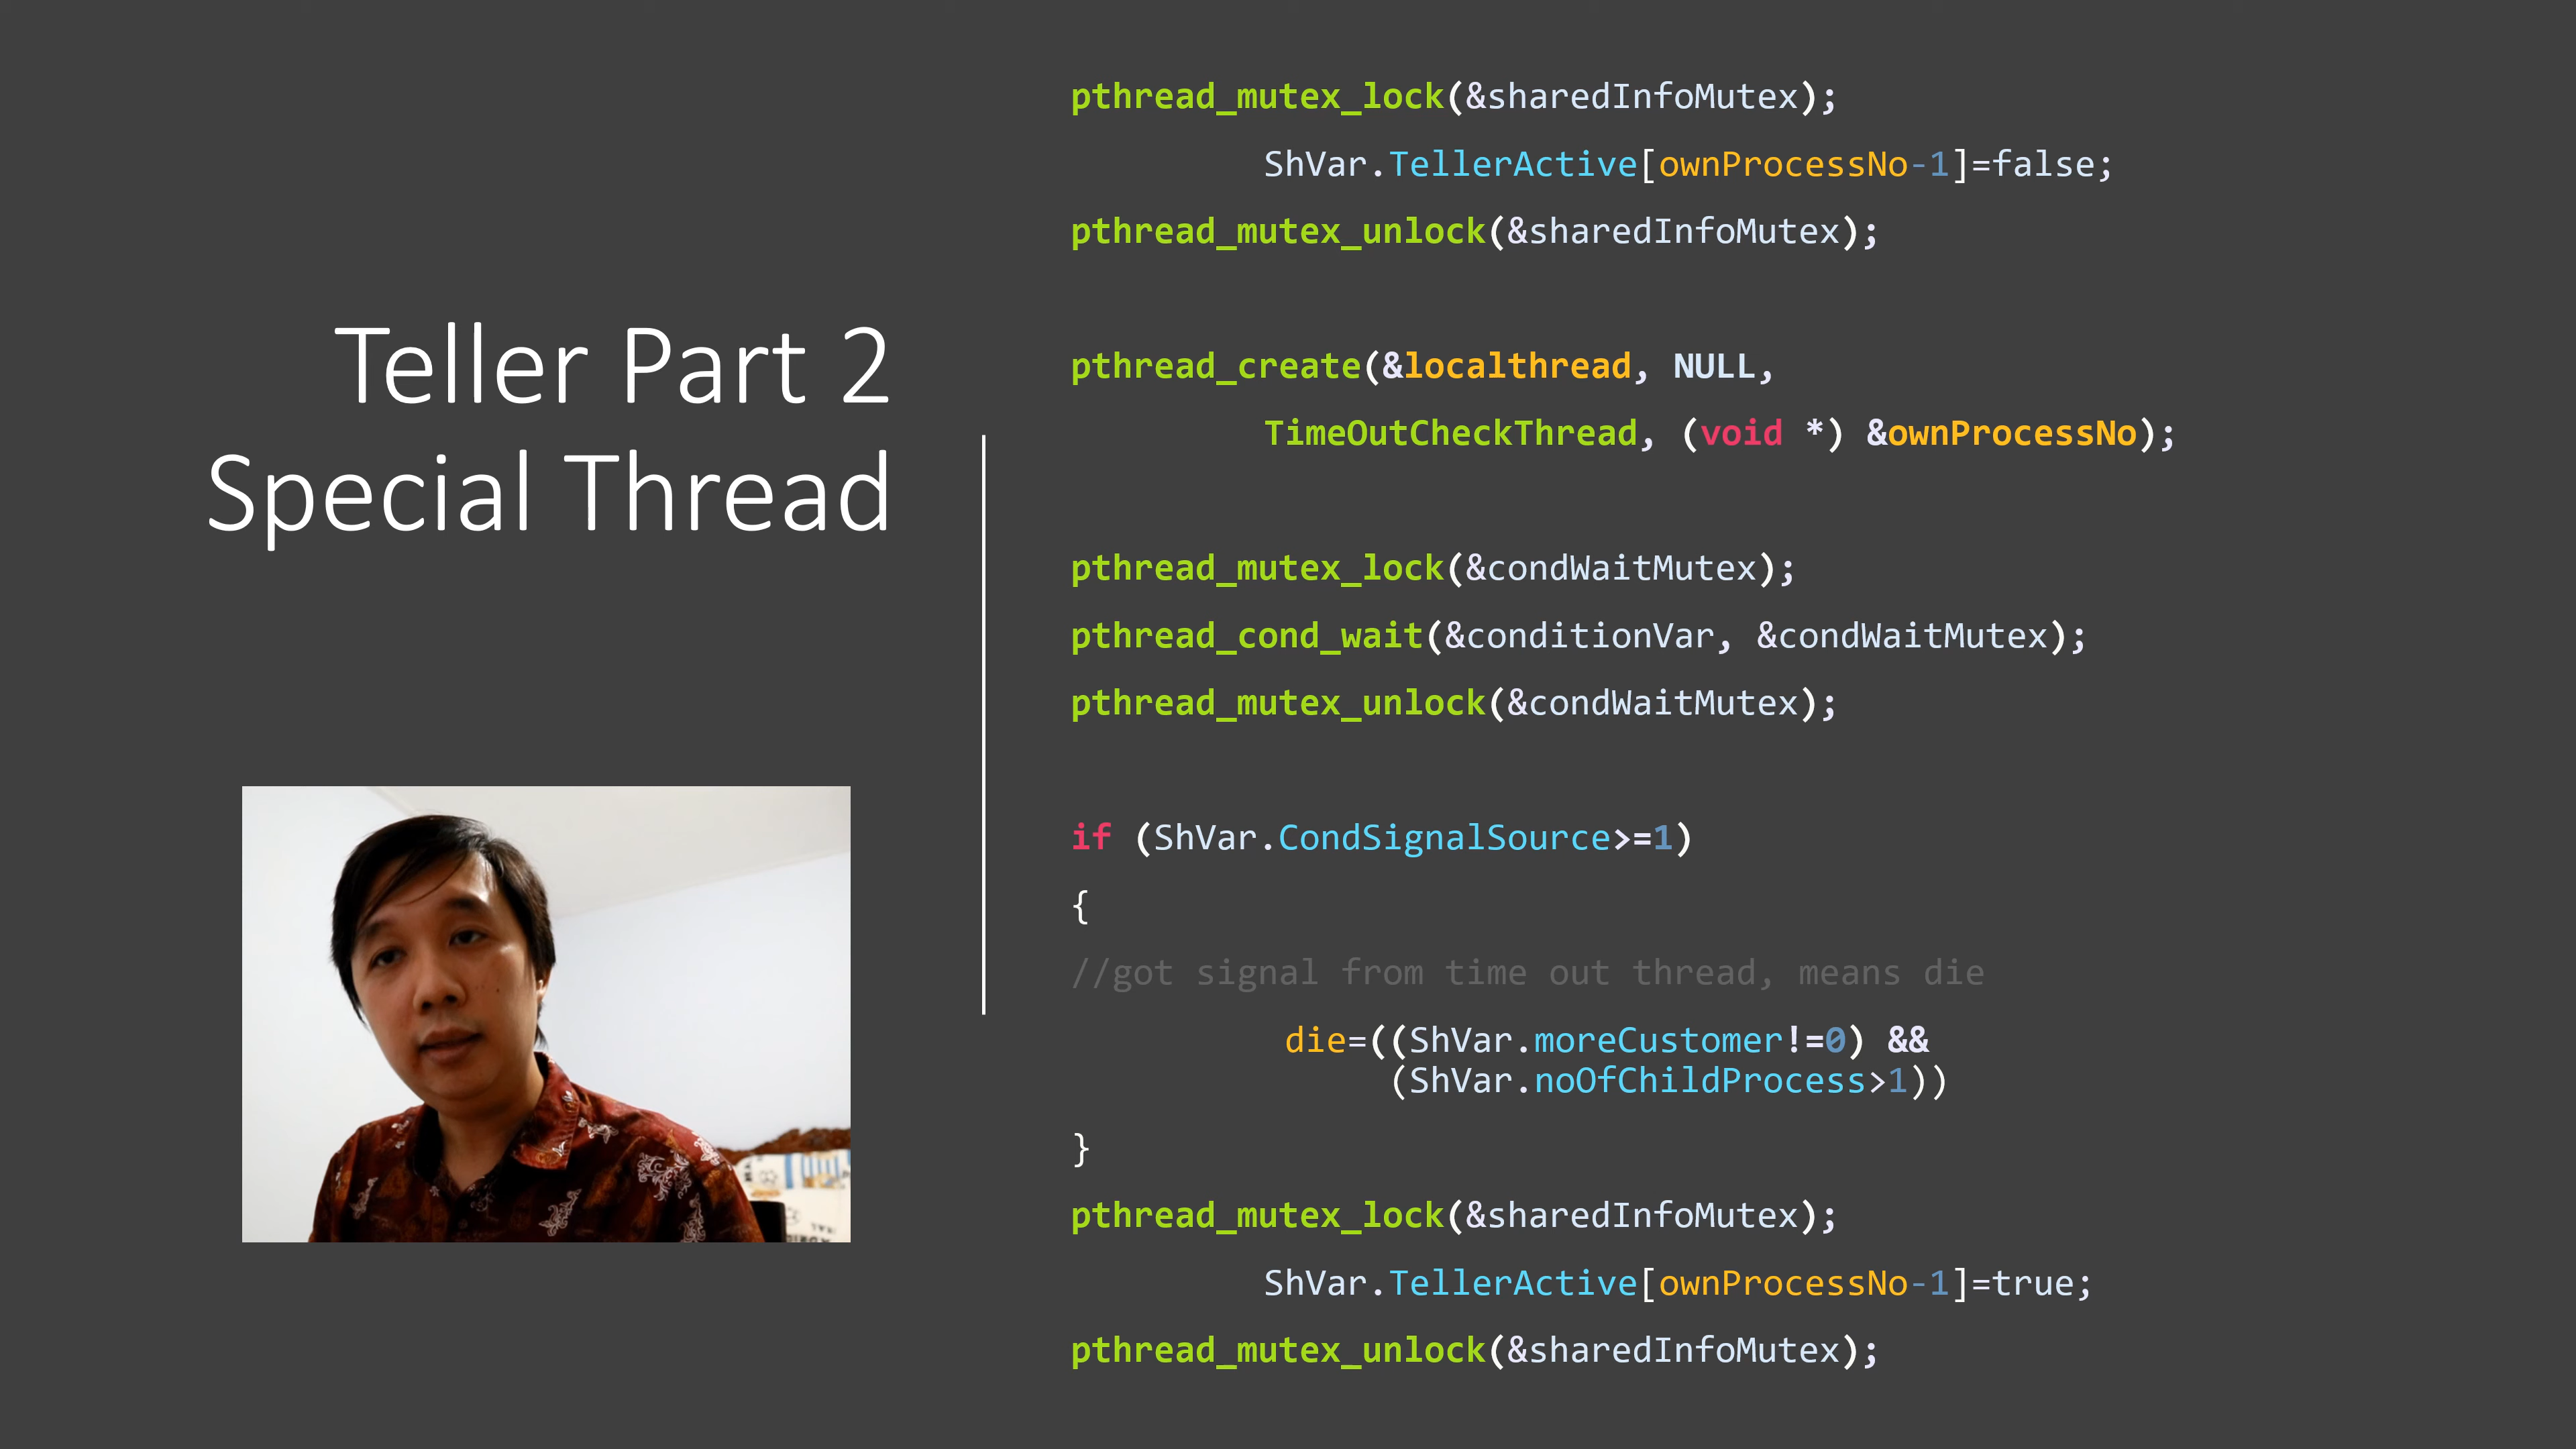 Teller Part 2
Special Thread
pthread_mutex_lock(&sharedInfoMutex);
ShVar.TellerActive[ownProcessNo-1]=false;
pthread_mutex_unlock(&sharedInfoMutex);
pthread_create(&localthread, NULL,
TimeOutCheckThread, (void *) &ownProcessNo);
pthread_mutex_lock(&condWaitMutex);
pthread_cond_wait(&conditionVar, &condWaitMutex);
pthread_mutex_unlock(&condWaitMutex);
if (ShVar.CondSignalSource>=1)
{
//got signal from time out thread, means die
die=((ShVar.moreCustomer!=0) &&
(ShVar.noOfChildProcess>1))
}
pthread_mutex_lock(&sharedInfoMutex);
ShVar.TellerActive[ownProcessNo-1]=true;
pthread_mutex_unlock(&sharedInfoMutex);